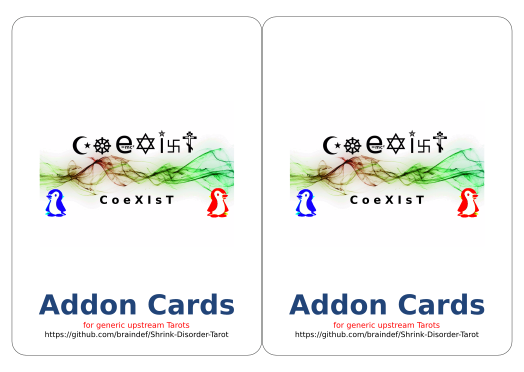 CoeXIsT
Addon Cards
for generic upstream Tarots
https://github.com/braindef/Shrink-Disorder-Tarot
CoeXIsT
Addon Cards
for generic upstream Tarots
https://github.com/braindef/Shrink-Disorder-Tarot